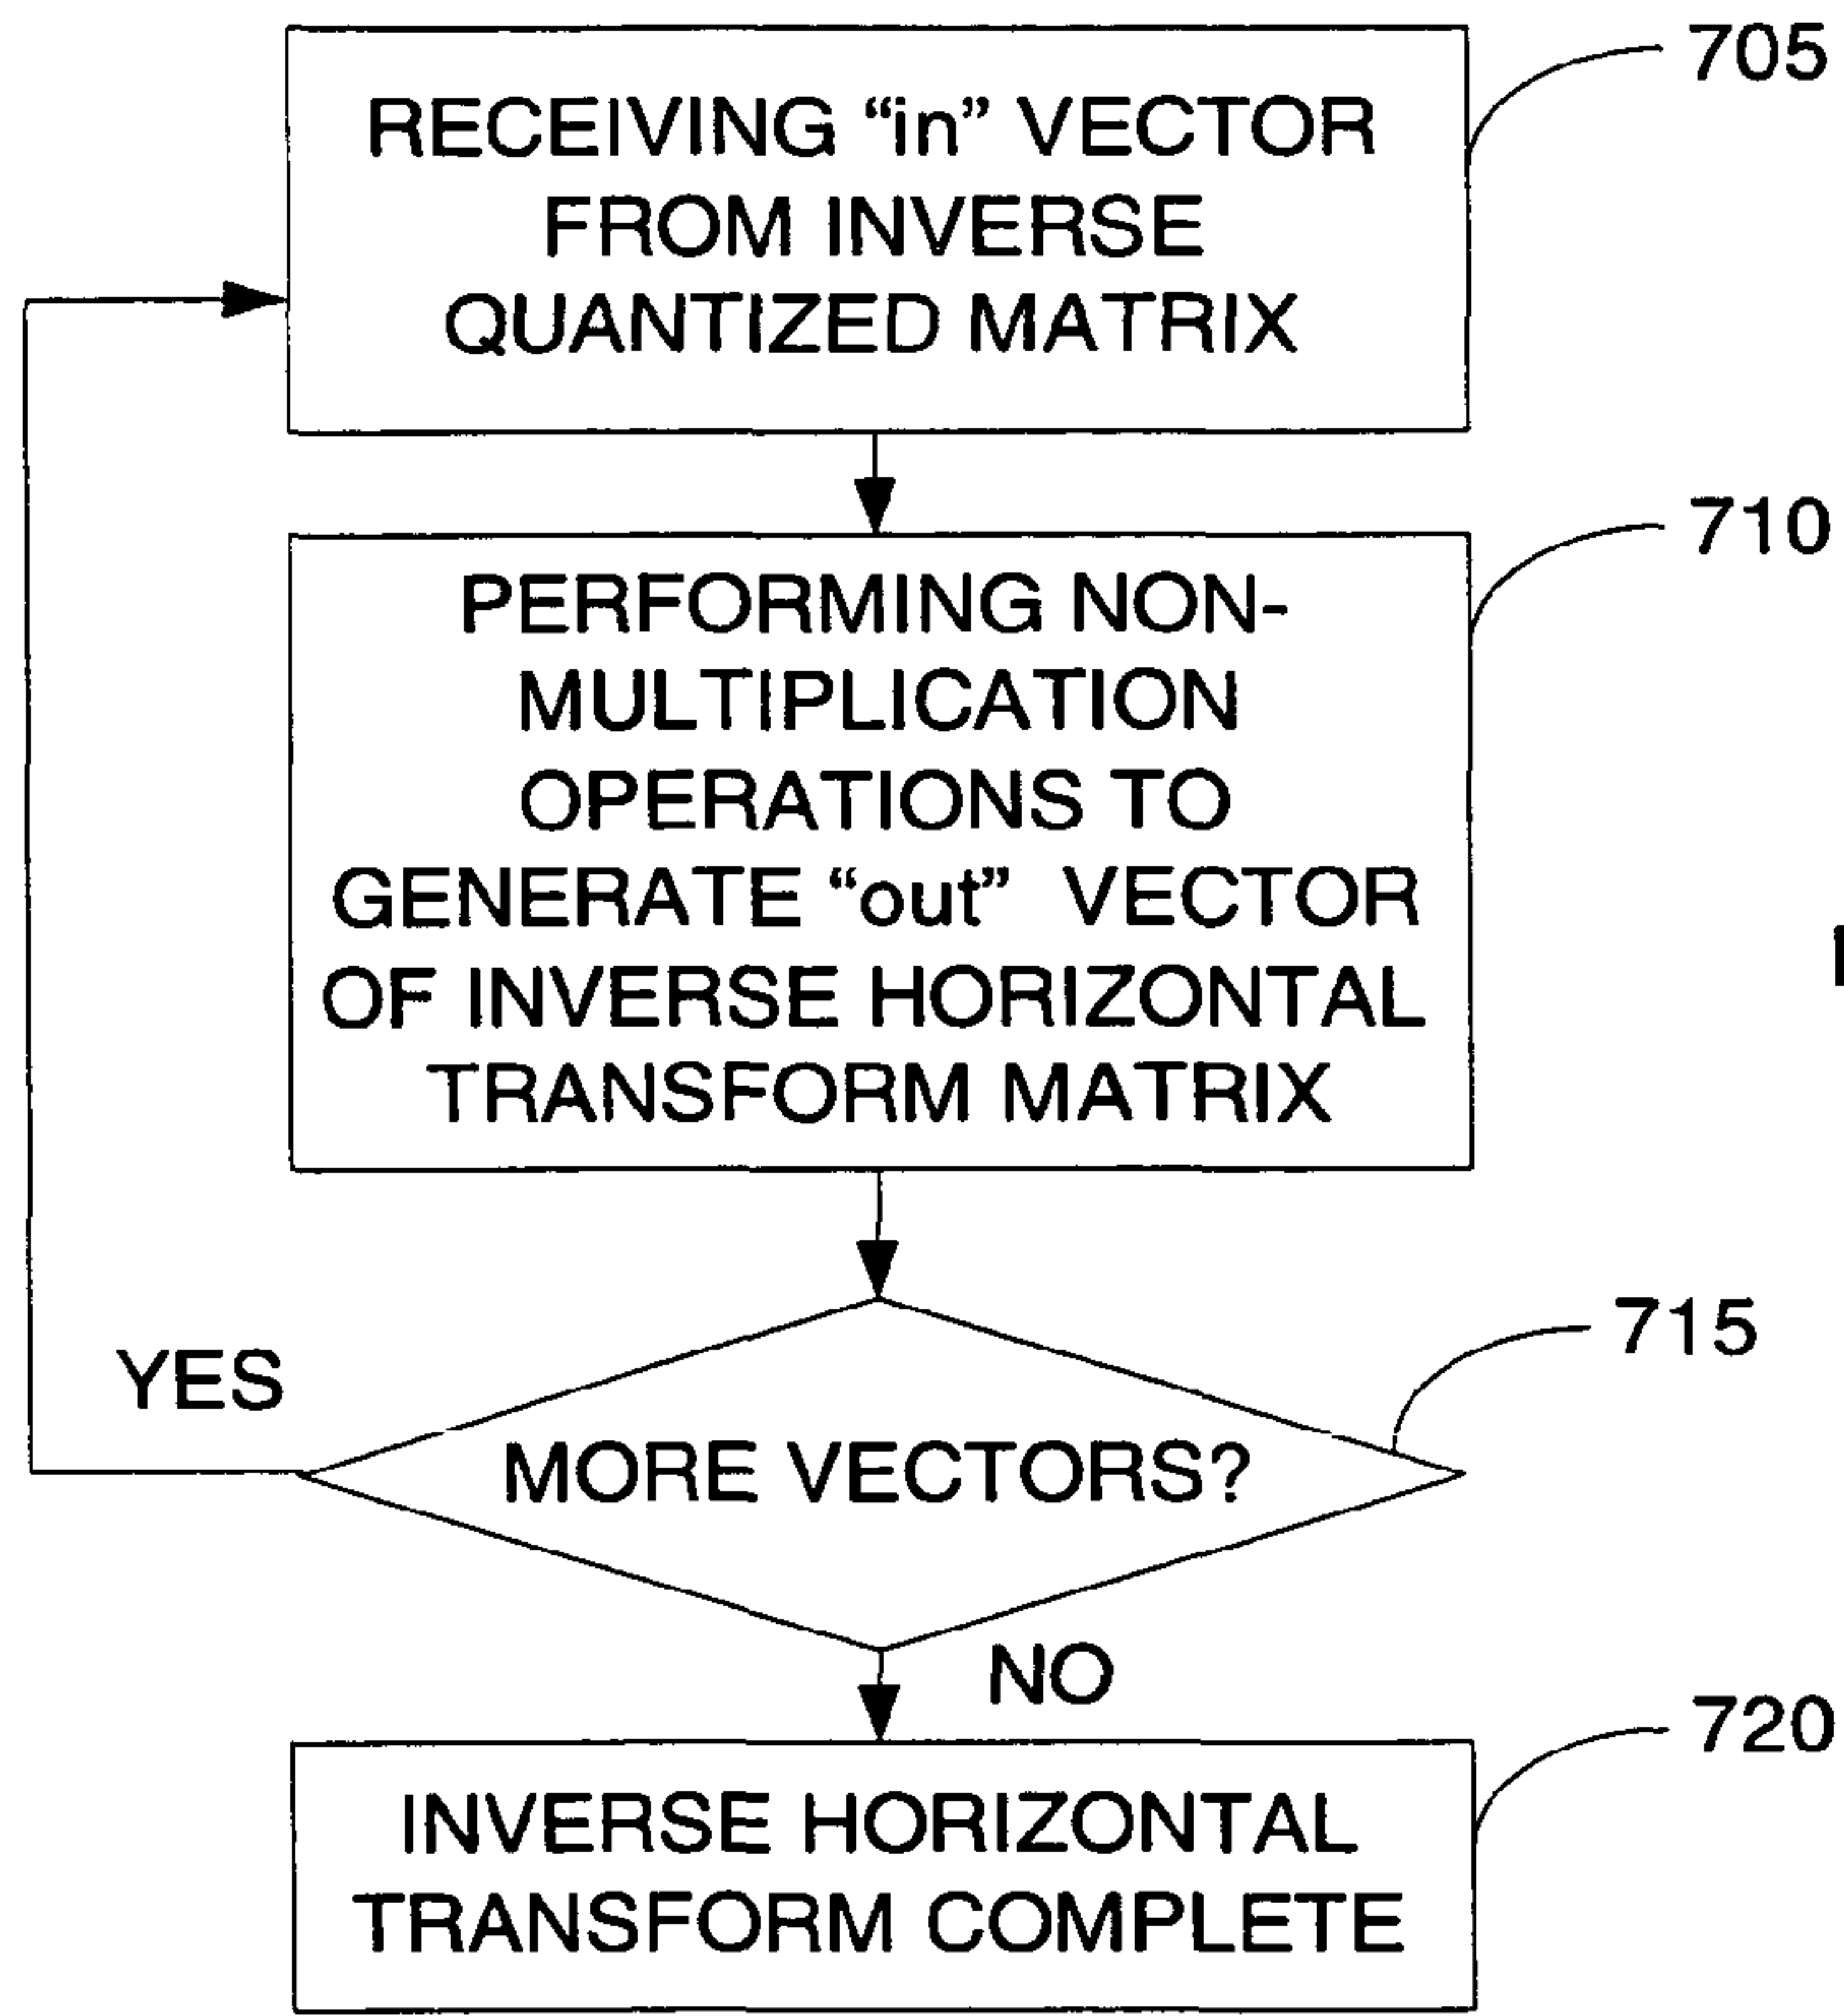 705
RECEIVING “in” VECTOR
FROM INVERSE
QUANTIZED MATRIX
710
PERFORMING NON-
MULTIPLICATION
OPERATIONS TO
GENERATE “out” VECTOR
OF INVERSE HORIZONTAL
TRANSFORM MATRIX
715
YES
MORE VECTORS?
NO
720
INVERSE HORIZONTAL
TRANSFORM COMPLETE